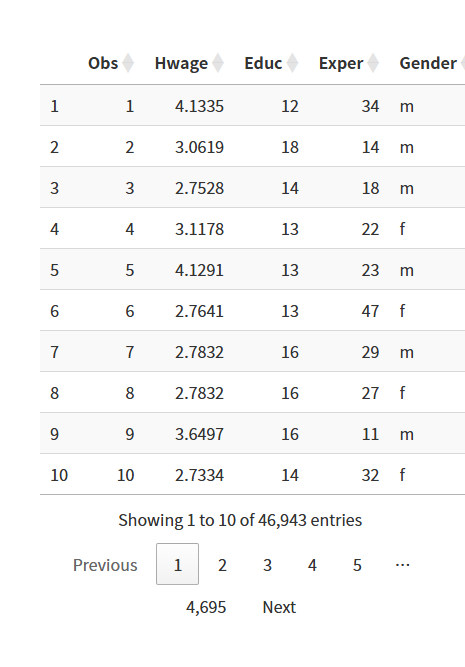 Obs Hwage Educ Exper Gender
1 1 4.1335 12 34 m
2 2 3.0619 18 14 m
3 3 2.7528 14 18 m
4 4 3.1178 13 22 f
5 5 4.1291 13 23 m
6 6 2.7641 13 47 f
7 7 2.7832 16 29 m
8 8 2.7832 16 27 f
9 9 3.6497 16 11 m
10 10 2.7334 14 32 f
Showing 1 to 10 of 46,943 entries
Previous 1 2 3 4 5 …
4,695 Next